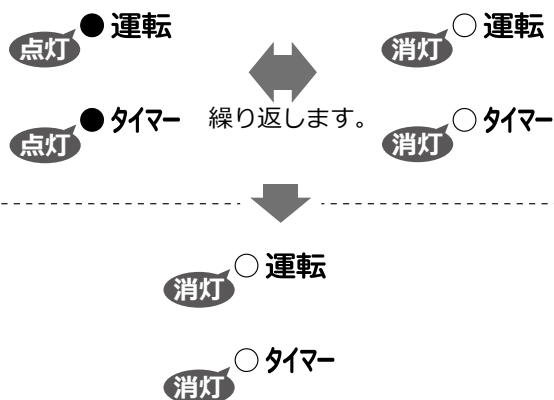 点灯 ● 運転
消灯 ○ 運転
繰り返します。
点灯 ● タイマー
消灯 ○ タイマー
消灯 ○ 運転
消灯 ○ タイマー